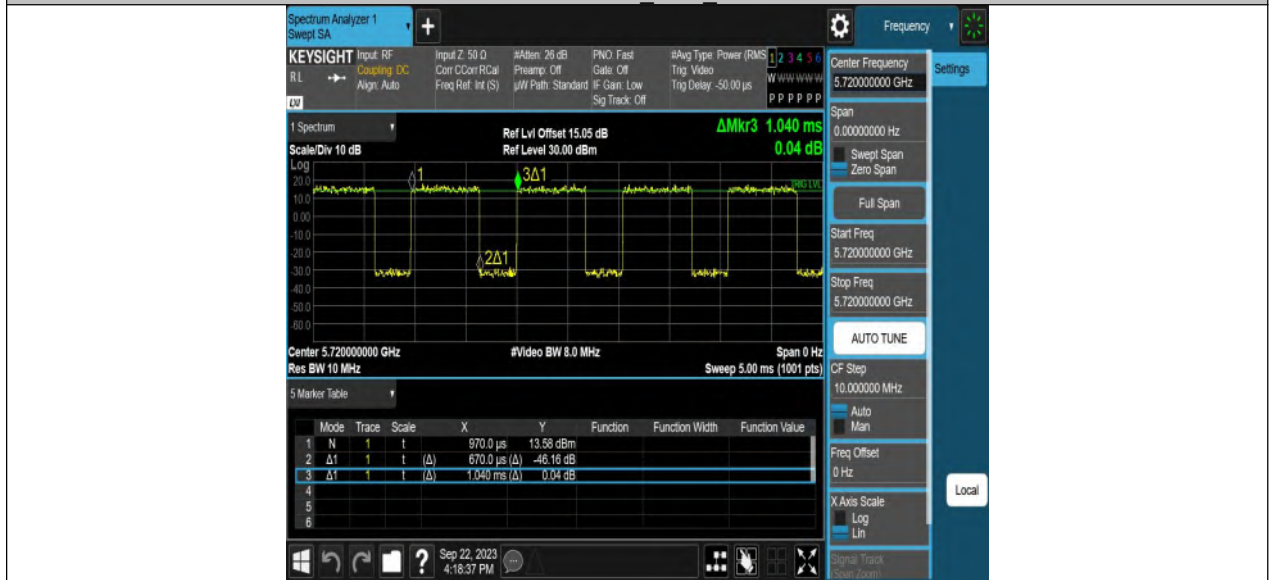 Spectrum Analyzer 1
Swept SA
+
Frequency
KEYSIGHT
RL
LXI
Input: RF
Coupling: DC
Align: Auto
Input Z: 50 Ω
Corr CCorr RCal
Freq Ref: Int (S)
#Atten: 26 dB
Preamp: Off
µW Path: Standard
PNO: Fast
Gate: Off
IF Gain: Low
Sig Track: Off
#Avg Type: Power (RMS
Trig: Video
Trig Delay: -50.00 µs
1 2 3 4 5 6
W W W W W W
P P P P P P
1 Spectrum
Scale/Div 10 dB
Ref Lvl Offset 15.05 dB
Ref Level 30.00 dBm
ΔMkr3 1.040 ms
0.04 dB
Log
20.0
10.0
0.00
-10.0
-20.0
-30.0
-40.0
-50.0
-60.0
1
3Δ1
2Δ1
TRIG LVL
Center 5.720000000 GHz
#Video BW 8.0 MHz
Span 0 Hz
Res BW 10 MHz
Sweep 5.00 ms (1001 pts)
5 Marker Table
Mode Trace Scale X Y Function Function Width Function Value
1 N 1 t 970.0 µs 13.58 dBm
2 Δ1 1 t (Δ) 670.0 µs (Δ) -46.16 dB
3 Δ1 1 t (Δ) 1.040 ms (Δ) 0.04 dB
4
5
6
?
Sep 22, 2023
4:18:37 PM
Center Frequency
5.720000000 GHz
Span
0.00000000 Hz
Swept Span
Zero Span
Full Span
Start Freq
5.720000000 GHz
Stop Freq
5.720000000 GHz
AUTO TUNE
CF Step
10.000000 MHz
Auto
Man
Freq Offset
0 Hz
X Axis Scale
Log
Lin
Signal Track
(Span Zoom)
Settings
Local